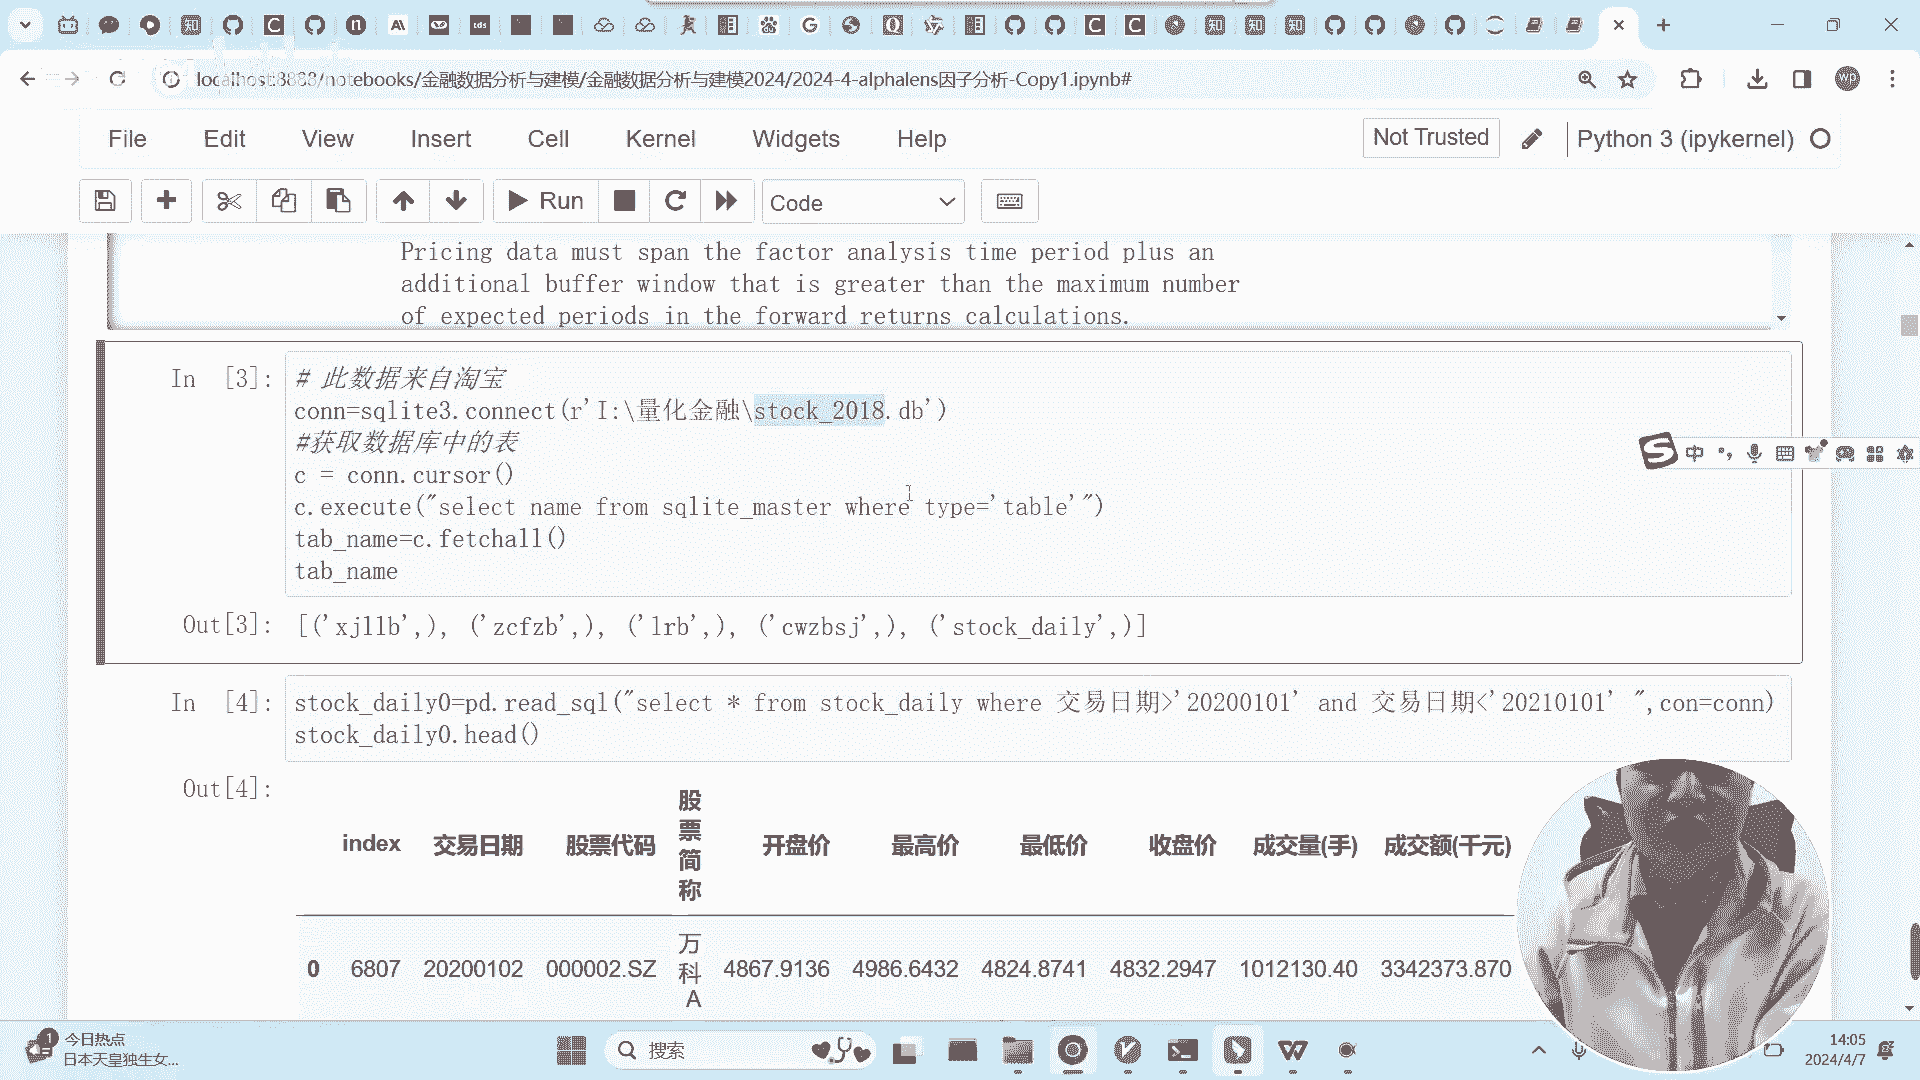 localhost:8888/notebooks/金融数据分析与建模/金融数据分析与建模2024/2024-4-alphalens因子分析-Copy1.ipynb#
File Edit View Insert Cell Kernel Widgets Help
Not Trusted
Python 3 (ipykernel)
Run
Code
Pricing data must span the factor analysis time period plus an
additional buffer window that is greater than the maximum number
of expected periods in the forward returns calculations.
In [3]:
# 此数据来自淘宝
conn=sqlite3.connect(r'I:\量化金融\stock_2018.db')
#获取数据库中的表
c = conn.cursor()
c.execute("select name from sqlite_master where type='table'")
tab_name=c.fetchall()
tab_name
Out[3]: [('xjllb',), ('zcfzb',), ('lrb',), ('cwzbsj',), ('stock_daily',)]
In [4]:
stock_daily0=pd.read_sql("select * from stock_daily where 交易日期>'20200101' and 交易日期<'20210101' ",con=conn)
stock_daily0.head()
Out[4]:
index 交易日期 股票代码 股票简称 开盘价 最高价 最低价 收盘价 成交量(手) 成交额(千元)
0 6807 20200102 000002.SZ 万科A 4867.9136 4986.6432 4824.8741 4832.2947 1012130.40 3342373.870
中
今日热点
日本天皇独生女...
搜索
14:05
2024/4/7